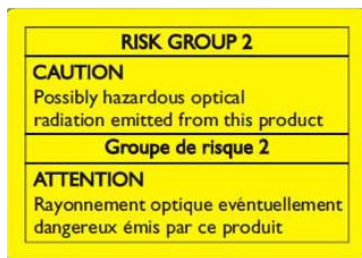 RISK GROUP 2
CAUTION
Possibly hazardous optical
radiation emitted from this product
Groupe de risque 2
ATTENTION
Rayonnement optique evéntuellement
dangereux émis par ce produit